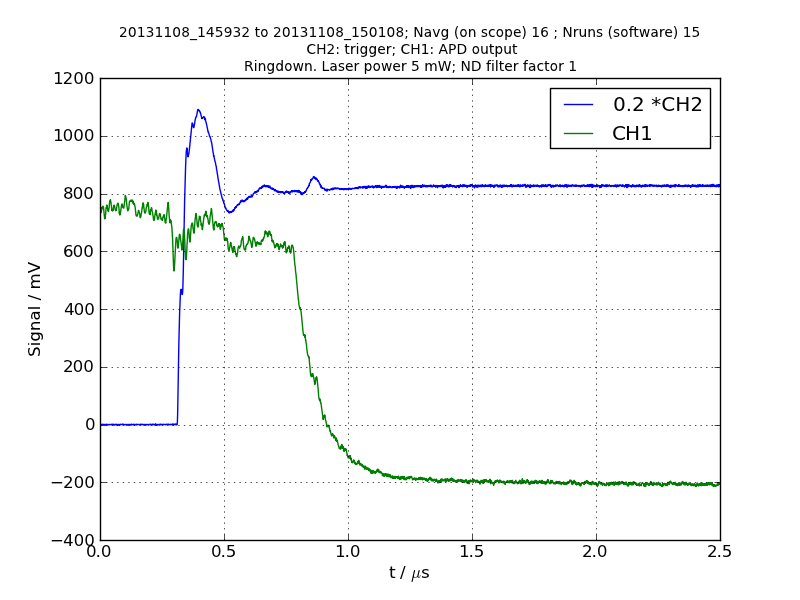 20131108_145932 to 20131108_150108; Navg (on scope) 16 ; Nruns (software) 15
CH2: trigger; CH1: APD output
Ringdown. Laser power 5 mW; ND filter factor 1
1200
1000
800
600
400
200
0
−200
−400
Signal / mV
0.2 *CH2
CH1
0.0 0.5 1.0 1.5 2.0 2.5
t / μs